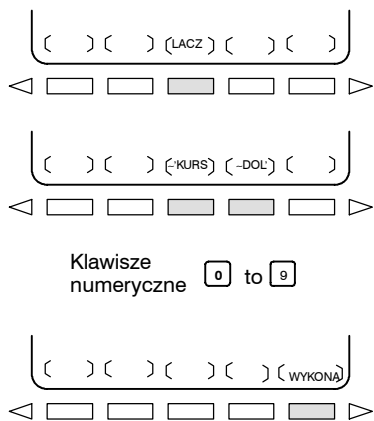 ( ) ( ) (LACZ ) ( ) ( )
( ) ( ) (–'KURS) (–DOL') ( )
Klawisze
numeryczne 0 to 9
( ) ( ) ( ) ( ) ( WYKONA)